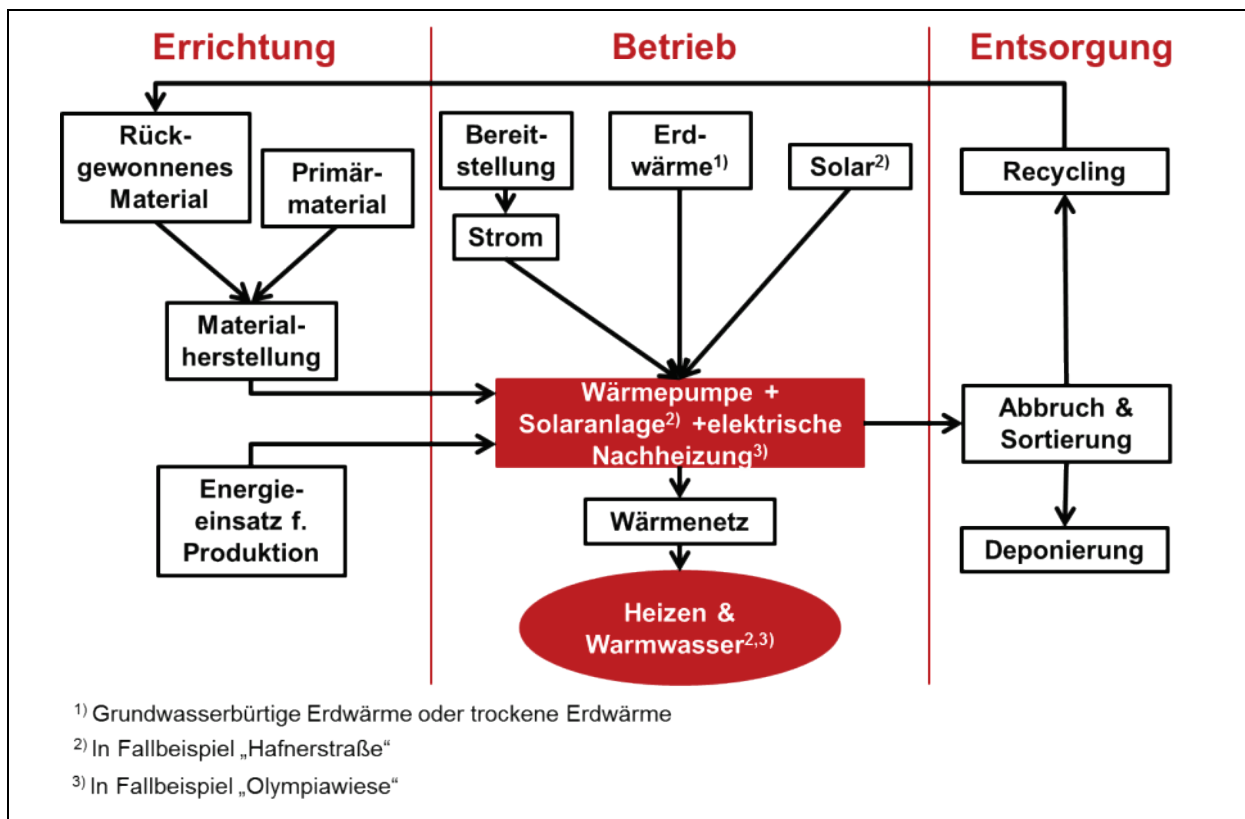 Errichtung
Betrieb
Entsorgung
Rück-
gewonnenes
Material
Primär-
material
Bereit-
stellung
Erd-
wärme1)
Solar2)
Recycling
Strom
Material-
herstellung
Wärmepumpe +
Solaranlage2) +elektrische
Nachheizung3)
Abbruch &
Sortierung
Energie-
einsatz f.
Produktion
Wärmenetz
Deponierung
Heizen &
Warmwasser2,3)
1) Grundwasserbürtige Erdwärme oder trockene Erdwärme
2) In Fallbeispiel „Hafnerstraße“
3) In Fallbeispiel „Olympiawiese“